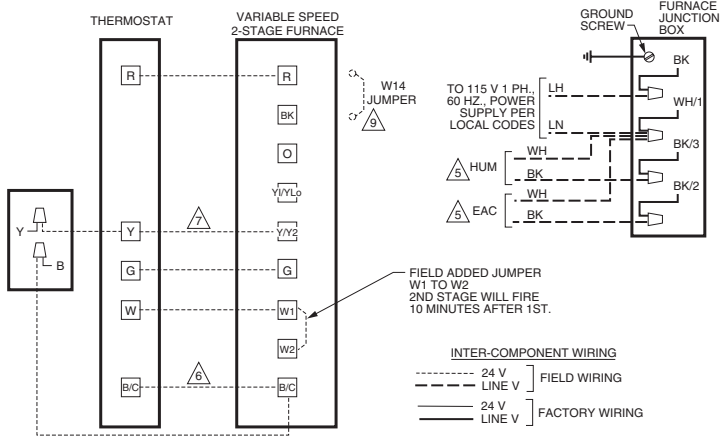 THERMOSTAT
VARIABLE SPEED
2-STAGE FURNACE
R
R
BK
O
YI/YLo
Y
7
Y/Y2
G
G
W
W1
W2
B/C
6
B/C
Y
B
W14
JUMPER
9
FIELD ADDED JUMPER
W1 TO W2
2ND STAGE WILL FIRE
10 MINUTES AFTER 1ST.
GROUND
SCREW
FURNACE
JUNCTION
BOX
BK
TO 115 V 1 PH.,
60 HZ., POWER
SUPPLY PER
LOCAL CODES
LH
LN
WH/1
BK/3
BK/2
5 HUM
WH
BK
5 EAC
WH
BK
INTER-COMPONENT WIRING
24 V
LINE V
FIELD WIRING
24 V
LINE V
FACTORY WIRING